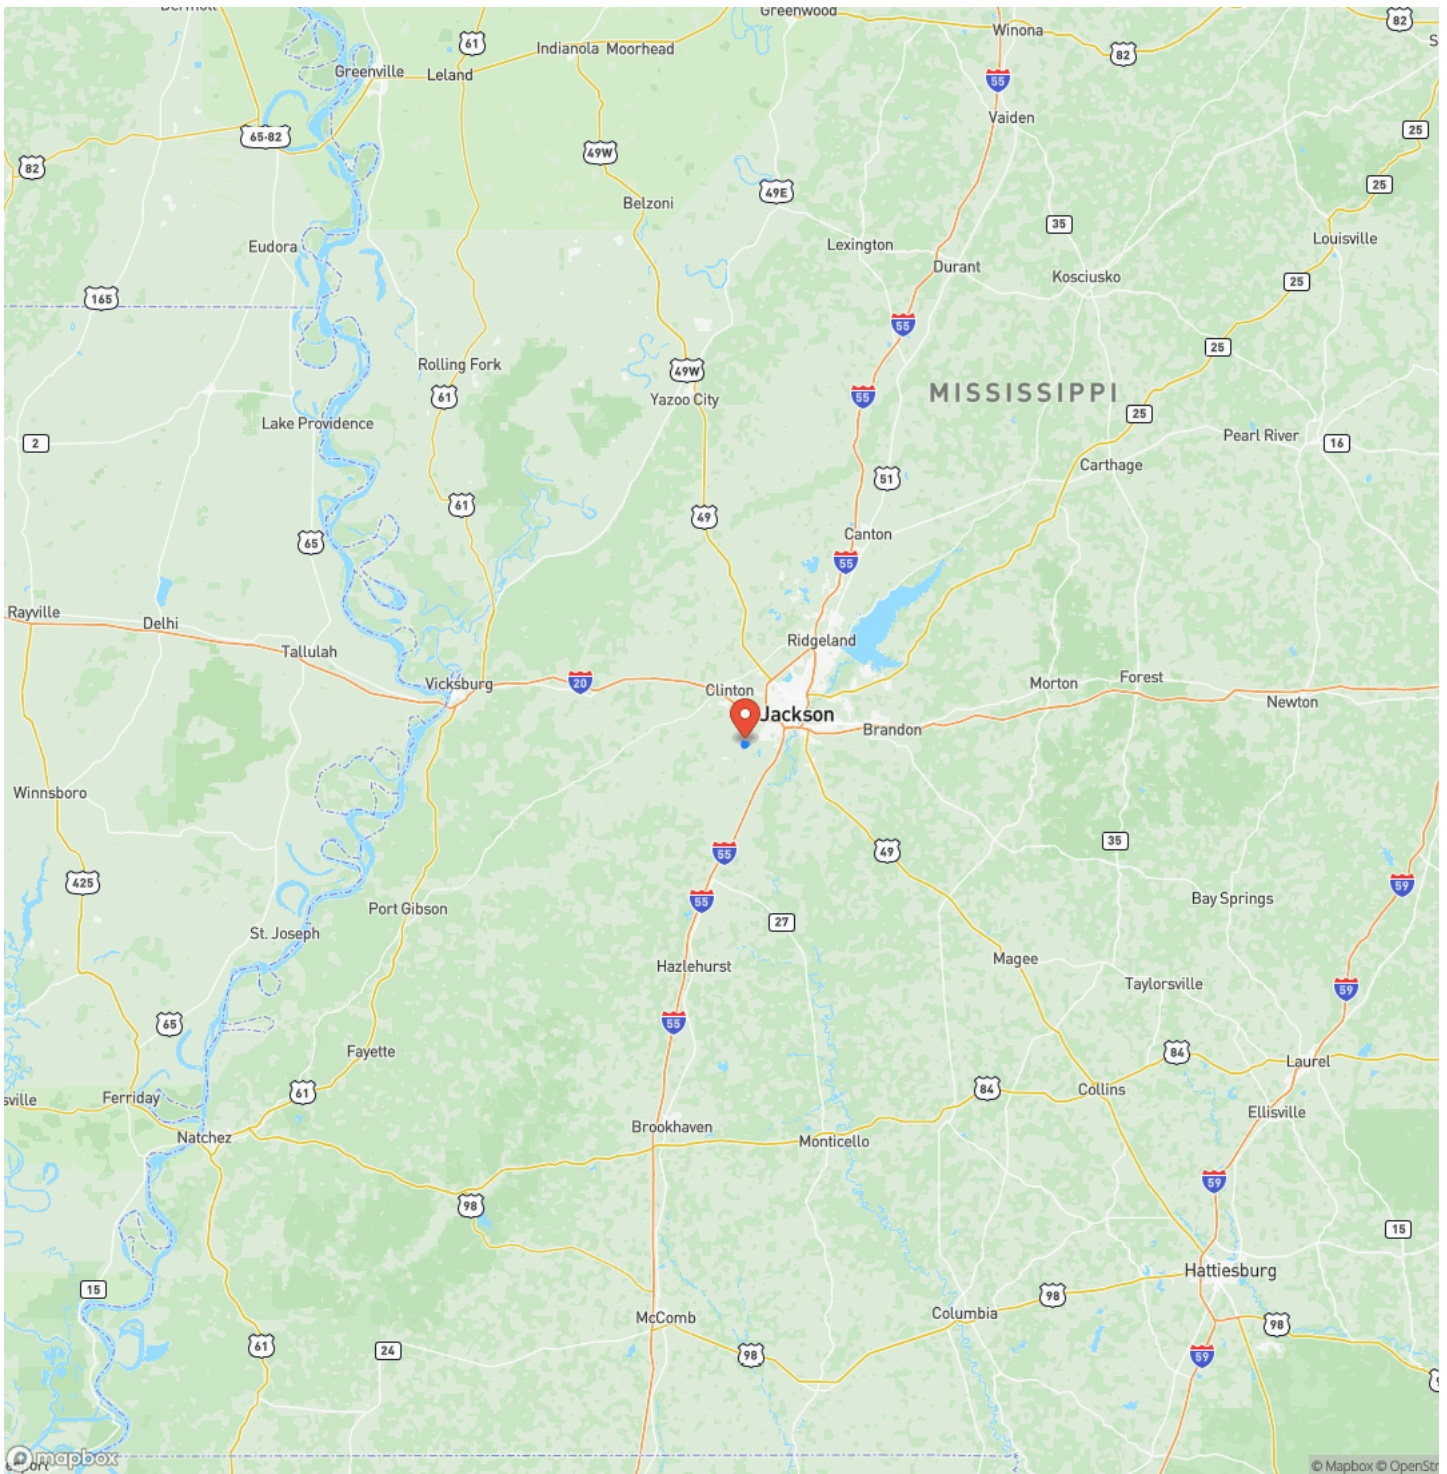 Dermott
Greenwood
82
61
Indianola Moorhead
Winona
82
Greenville
Leland
55
Vaiden
65-82
25
49W
82
49E
25
Belzoni
35
Eudora
Lexington
Louisville
Durant
Kosciusko
25
165
55
25
Rolling Fork
49W
MISSISSIPPI
61
Yazoo City
55
25
Lake Providence
2
Pearl River
16
Carthage
51
61
49
65
Canton
55
Rayville
Delhi
Ridgeland
Tallulah
Vicksburg
20
Clinton
Morton
Forest
Newton
Jackson
Brandon
Winnsboro
35
55
49
425
59
55
Bay Springs
Port Gibson
27
St. Joseph
Magee
Hazlehurst
Taylorsville
59
65
55
Fayette
84
Laurel
61
84
Collins
sville
Ferriday
Ellisville
Natchez
Brookhaven
Monticello
59
98
15
Hattiesburg
15
98
McComb
Columbia
98
61
24
98
59
mapbox
© Mapbox © OpenStr